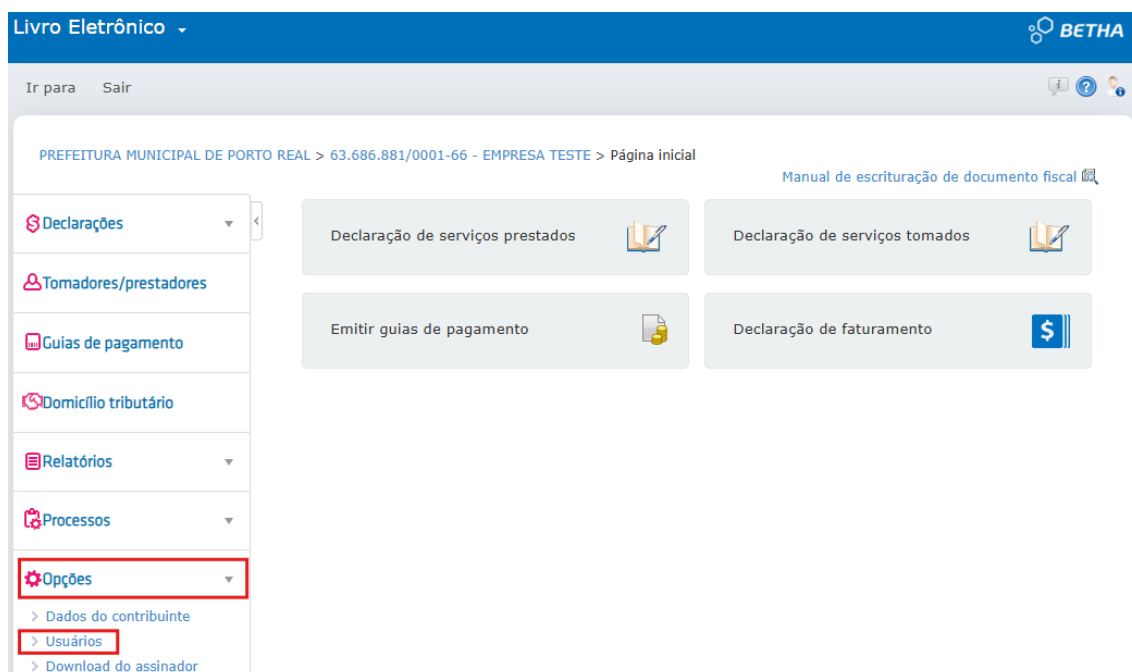 Livro Eletrônico
BETHA
Ir para Sair
PREFEITURA MUNICIPAL DE PORTO REAL > 63.686.881/0001-66 - EMPRESA TESTE > Página inicial
Manual de escrituração de documento fiscal
Declarações
Tomadores/prestadores
Guias de pagamento
Domicílio tributário
Relatórios
Processos
Opções
> Dados do contribuinte
> Usuários
> Download do assinador
Declaração de serviços prestados
Declaração de serviços tomados
Emitir guias de pagamento
Declaração de faturamento